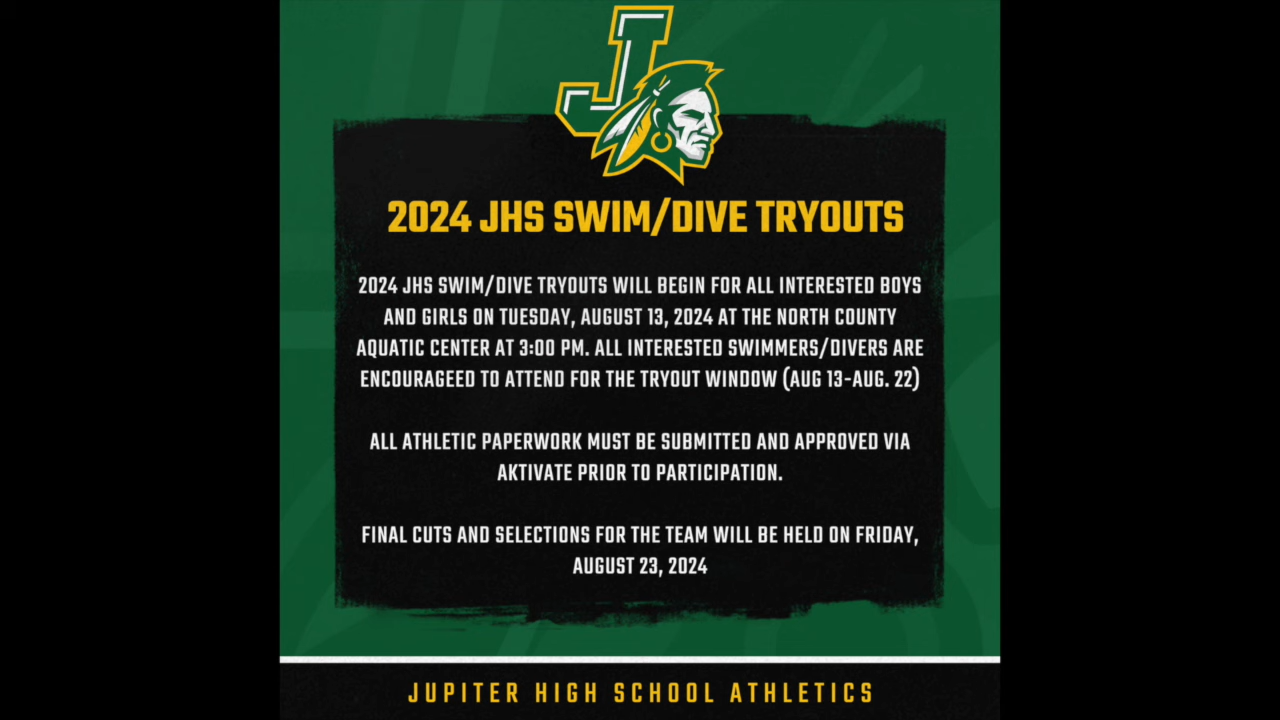 J
2024 JHS SWIM/DIVE TRYOUTS
2024 JHS SWIM/DIVE TRYOUTS WILL BEGIN FOR ALL INTERESTED BOYS
AND GIRLS ON TUESDAY, AUGUST 13, 2024 AT THE NORTH COUNTY
AQUATIC CENTER AT 3:00 PM. ALL INTERESTED SWIMMERS/DIVERS ARE
ENCOURAGEED TO ATTEND FOR THE TRYOUT WINDOW (AUG 13-AUG. 22)
ALL ATHLETIC PAPERWORK MUST BE SUBMITTED AND APPROVED VIA
AKTIVATE PRIOR TO PARTICIPATION.
FINAL CUTS AND SELECTIONS FOR THE TEAM WILL BE HELD ON FRIDAY,
AUGUST 23, 2024
JUPITER HIGH SCHOOL ATHLETICS